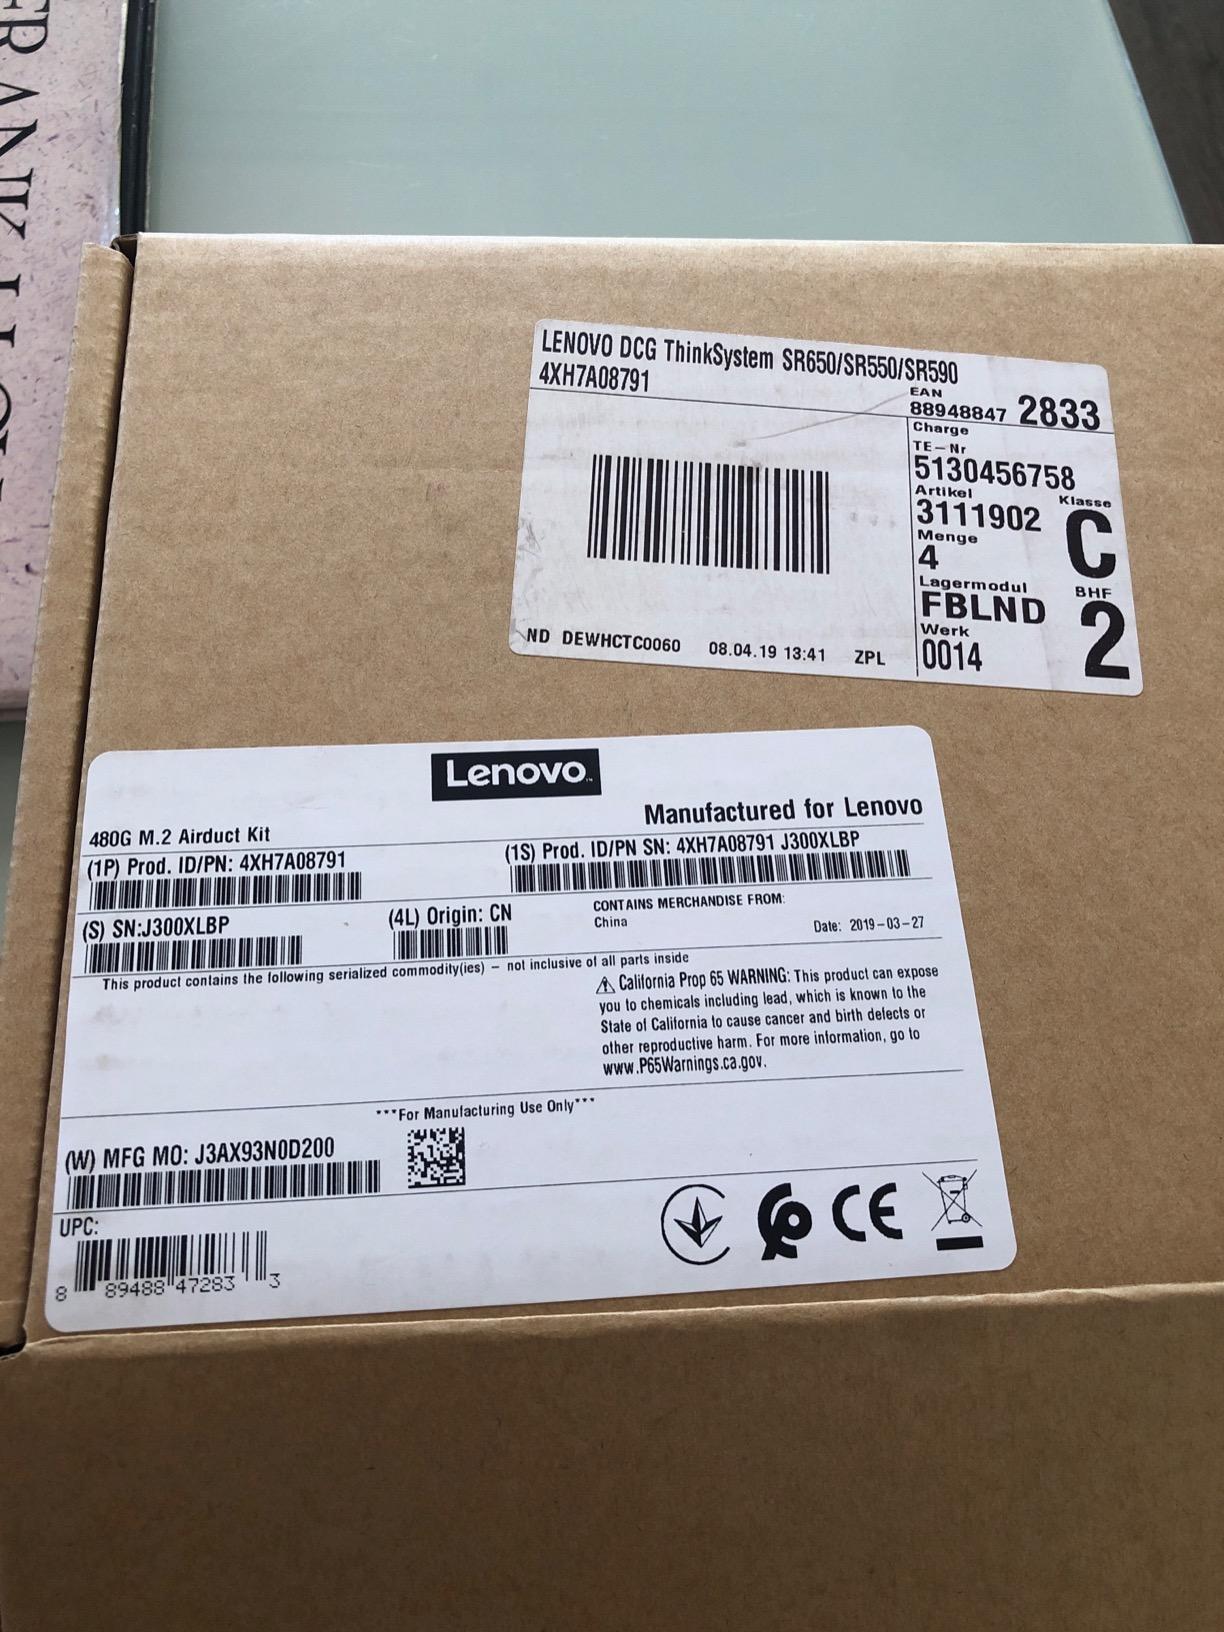 LENOVO DCG ThinkSystem SR650/SR550/SR590
4XH7A08791
EAN
88948847 2833
Charge
TE-Nr
5130456758
Artikel
3111902
Klasse
C
Menge
4
Lagermodul
FBLND
BHF
2
Werk
0014
ND DEWHCTC0060 08.04.19 13:41 ZPL
Lenovo™
Manufactured for Lenovo
480G M.2 Airduct Kit
(1P) Prod. ID/PN: 4XH7A08791
(1S) Prod. ID/PN SN: 4XH7A08791 J300XLBP
(S) SN:J300XLBP
(4L) Origin: CN
CONTAINS MERCHANDISE FROM:
China
Date: 2019-03-27
This product contains the following serialized commodity(ies) - not inclusive of all parts inside
⚠ California Prop 65 WARNING: This product can expose
you to chemicals including lead, which is known to the
State of California to cause cancer and birth defects or
other reproductive harm. For more information, go to
www.P65Warnings.ca.gov.
***For Manufacturing Use Only***
(W) MFG MO: J3AX93N0D200
UPC:
8 89488 47283 3
CE